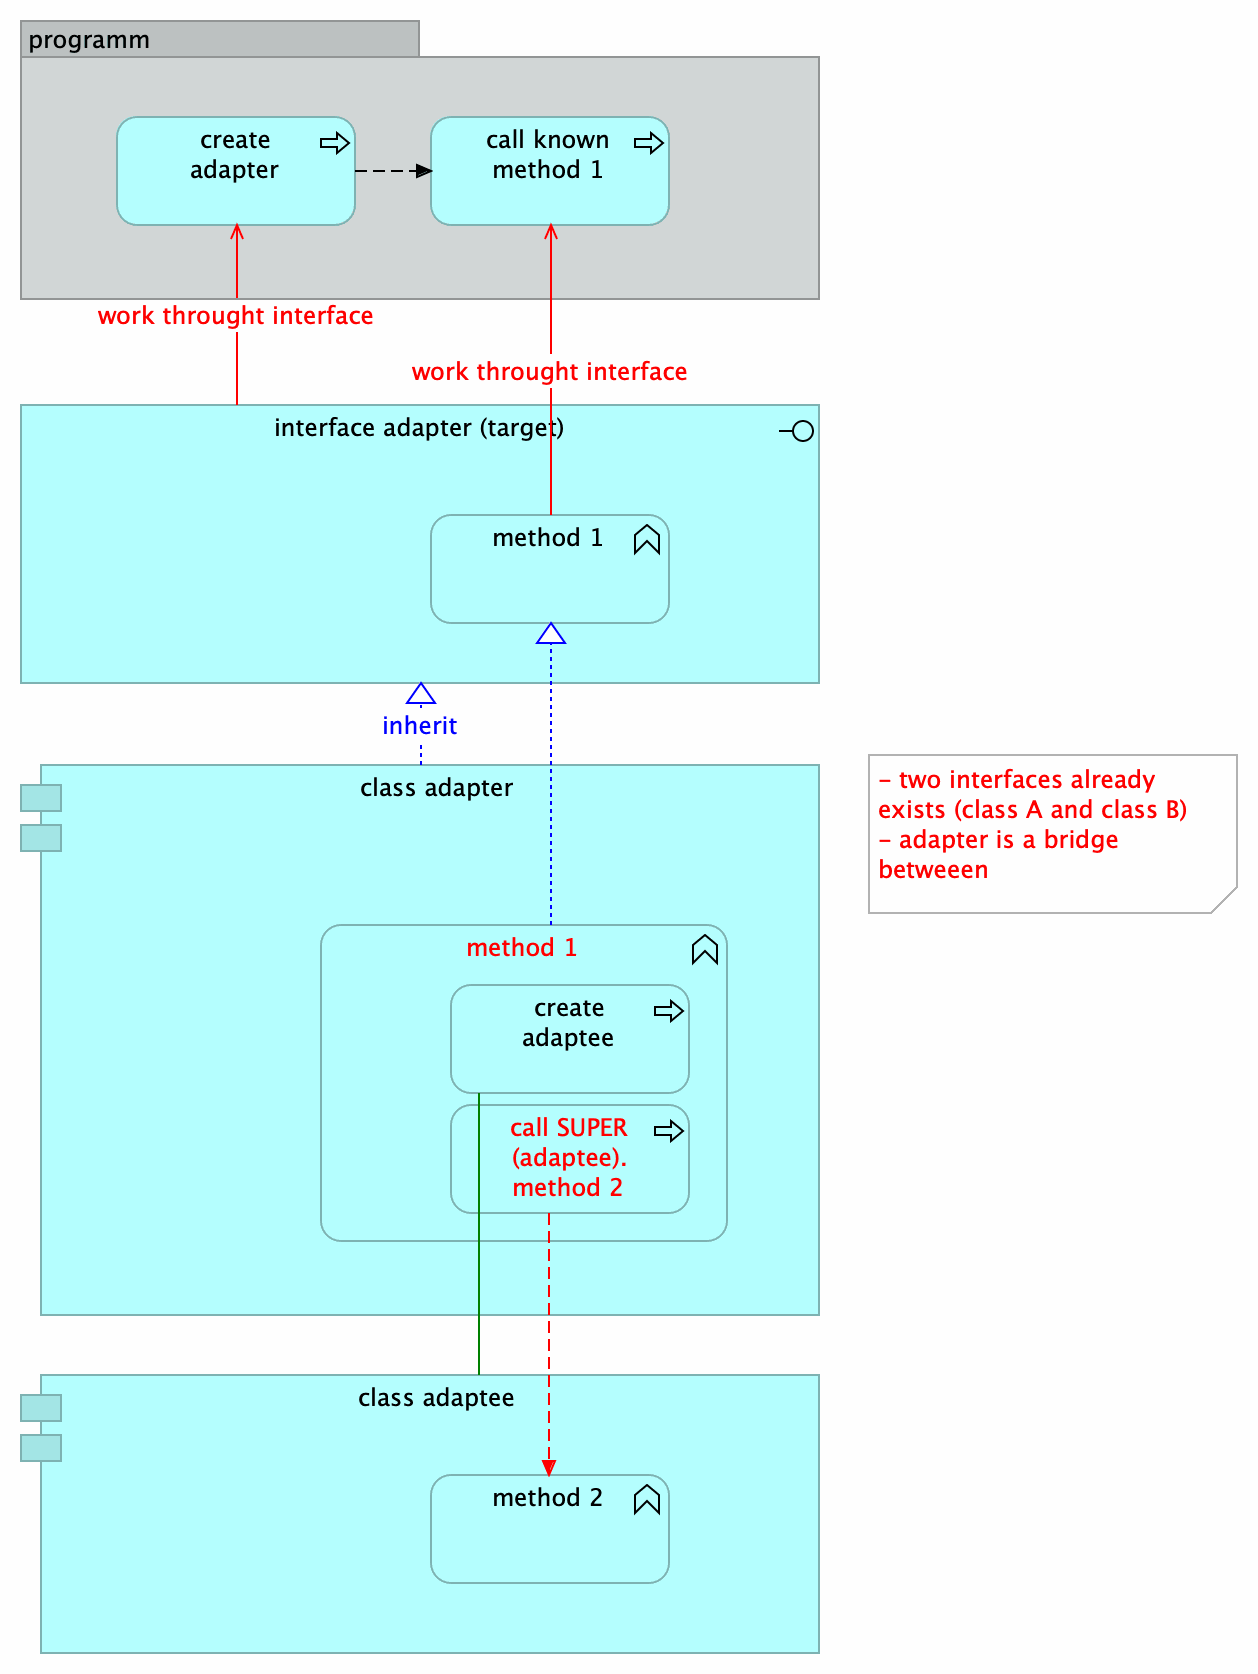 programm
create
adapter
call known
method 1
work throught interface
work throught interface
interface adapter (target)
method 1
inherit
class adapter
- two interfaces already
exists (class A and class B)
- adapter is a bridge
betweeen
method 1
create
adaptee
call SUPER
(adaptee).
method 2
class adaptee
method 2